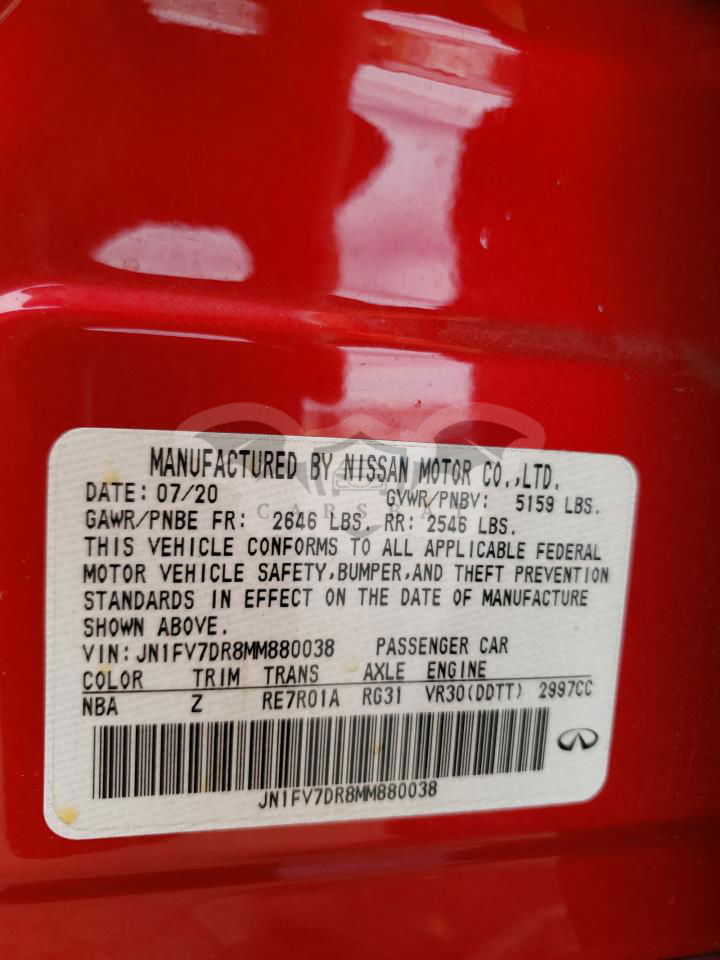 MANUFACTURED BY NISSAN MOTOR CO.,LTD.
DATE: 07/20 GVWR/PNBV: 5159 LBS.
GAWR/PNBE FR: 2646 LBS. RR: 2546 LBS.
THIS VEHICLE CONFORMS TO ALL APPLICABLE FEDERAL
MOTOR VEHICLE SAFETY,BUMPER,AND THEFT PREVENTION
STANDARDS IN EFFECT ON THE DATE OF MANUFACTURE
SHOWN ABOVE.
VIN:JN1FV7DR8MM880038 PASSENGER CAR
COLOR TRIM TRANS AXLE ENGINE
NBA Z RE7R01A RG31 VR30(DDTT) 2997CC
JN1FV7DR8MM880038